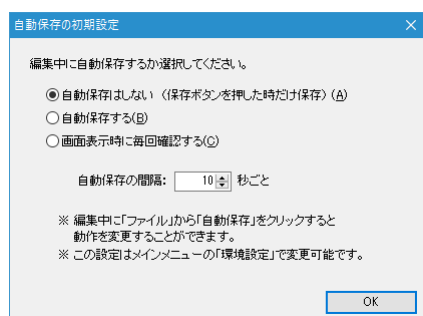 自動保存の初期設定
編集中に自動保存するか選択してください。
自動保存はしない（保存ボタンを押した時だけ保存）(A)
自動保存する(B)
画面表示時に毎回確認する(C)
自動保存の間隔: 10 秒ごと
※ 編集中に「ファイル」から「自動保存」をクリックすると
動作を変更することができます。
※ この設定はメインメニューの「環境設定」で変更可能です。
OK